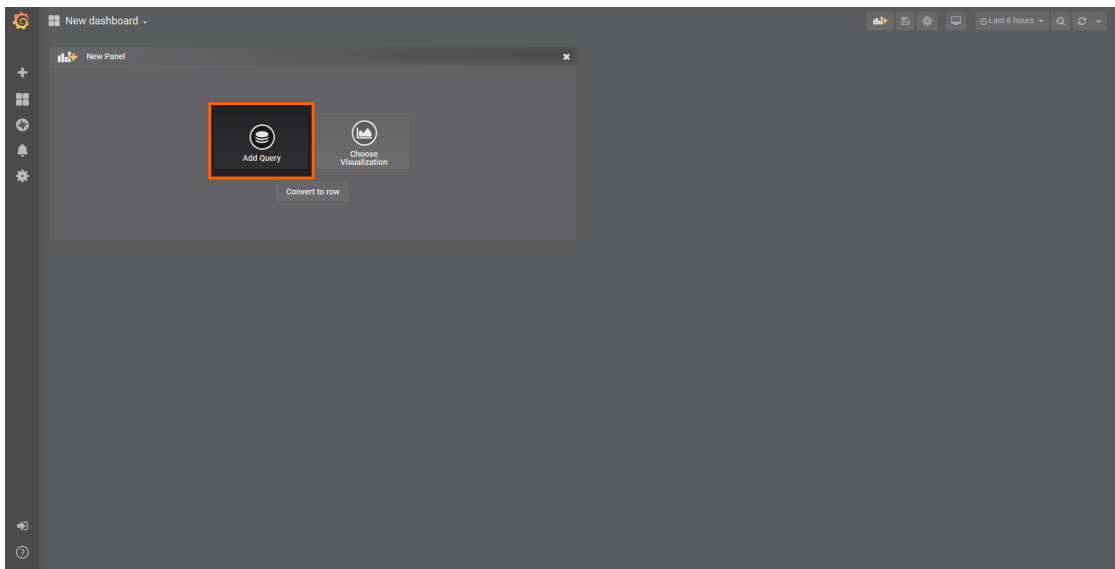 New dashboard
Last 6 hours
New Panel
Add Query
Choose
Visualization
Convert to row